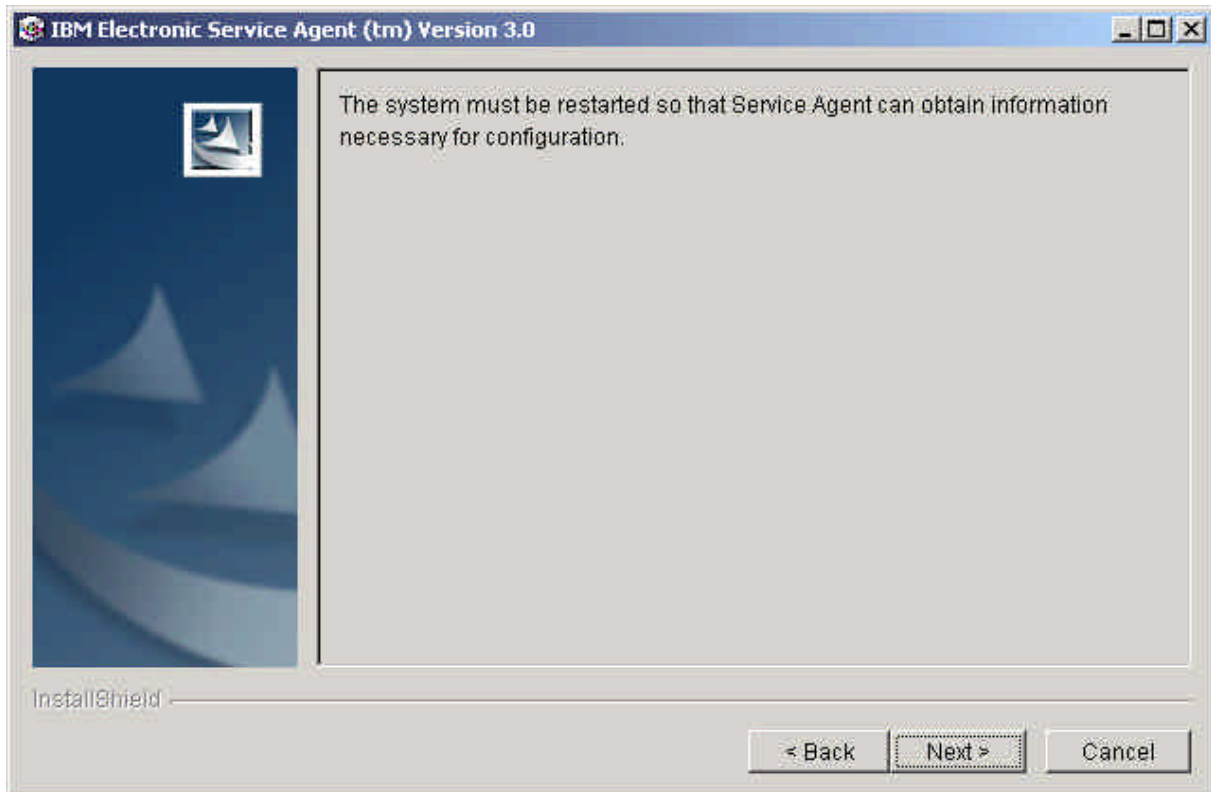 IBM Electronic Service Agent (tm) Version 3.0
The system must be restarted so that Service Agent can obtain information
necessary for configuration.
InstallShield
< Back
Next >
Cancel